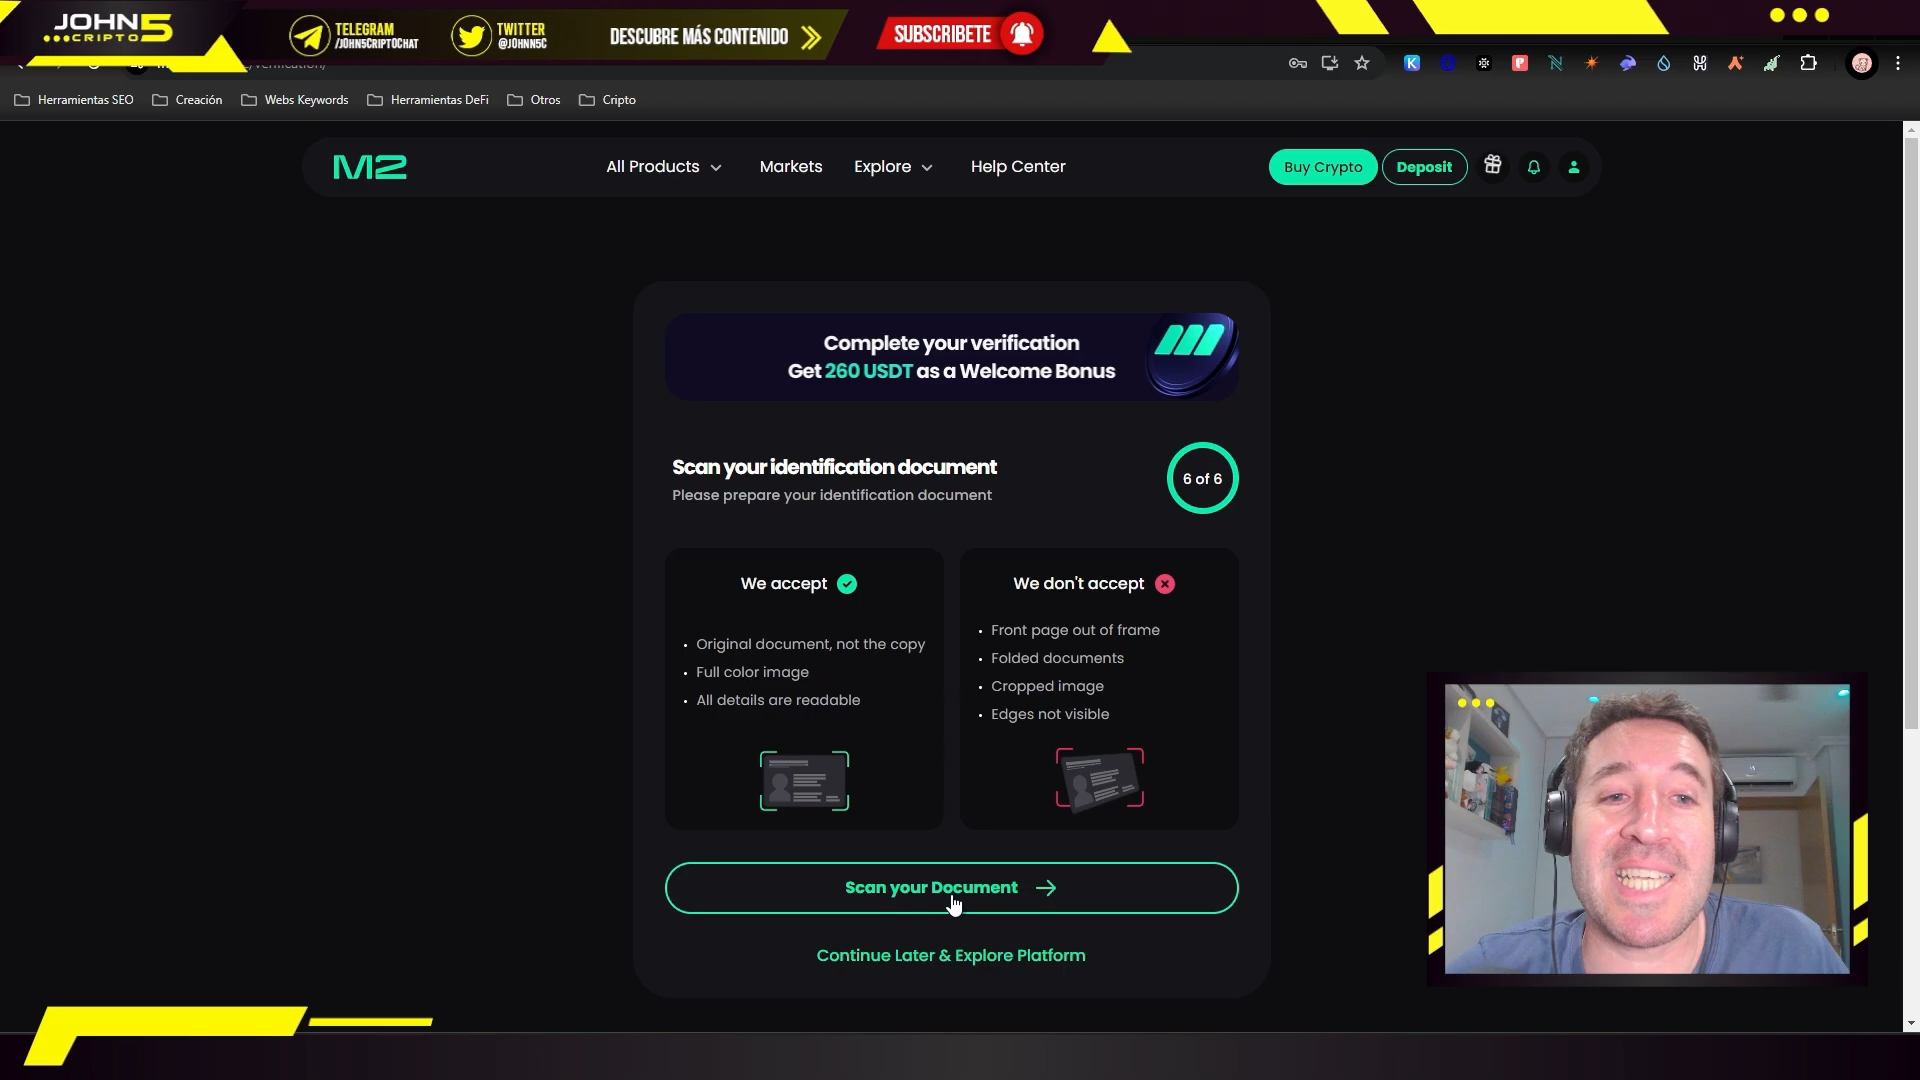 JOHN 5
CRIPTO
TELEGRAM
/JOHN5CRIPTOCHAT
TWITTER
@JOHNN5C
DESCUBRE MÁS CONTENIDO
SUBSCRIBETE
Herramientas SEO
Creación
Webs Keywords
Herramientas DeFi
Otros
Cripto
M2
All Products
Markets
Explore
Help Center
Buy Crypto
Deposit
Complete your verification
Get 260 USDT as a Welcome Bonus
Scan your identification document
Please prepare your identification document
6 of 6
We accept
• Original document, not the copy
• Full color image
• All details are readable
We don't accept
• Front page out of frame
• Folded documents
• Cropped image
• Edges not visible
Scan your Document
Continue Later & Explore Platform